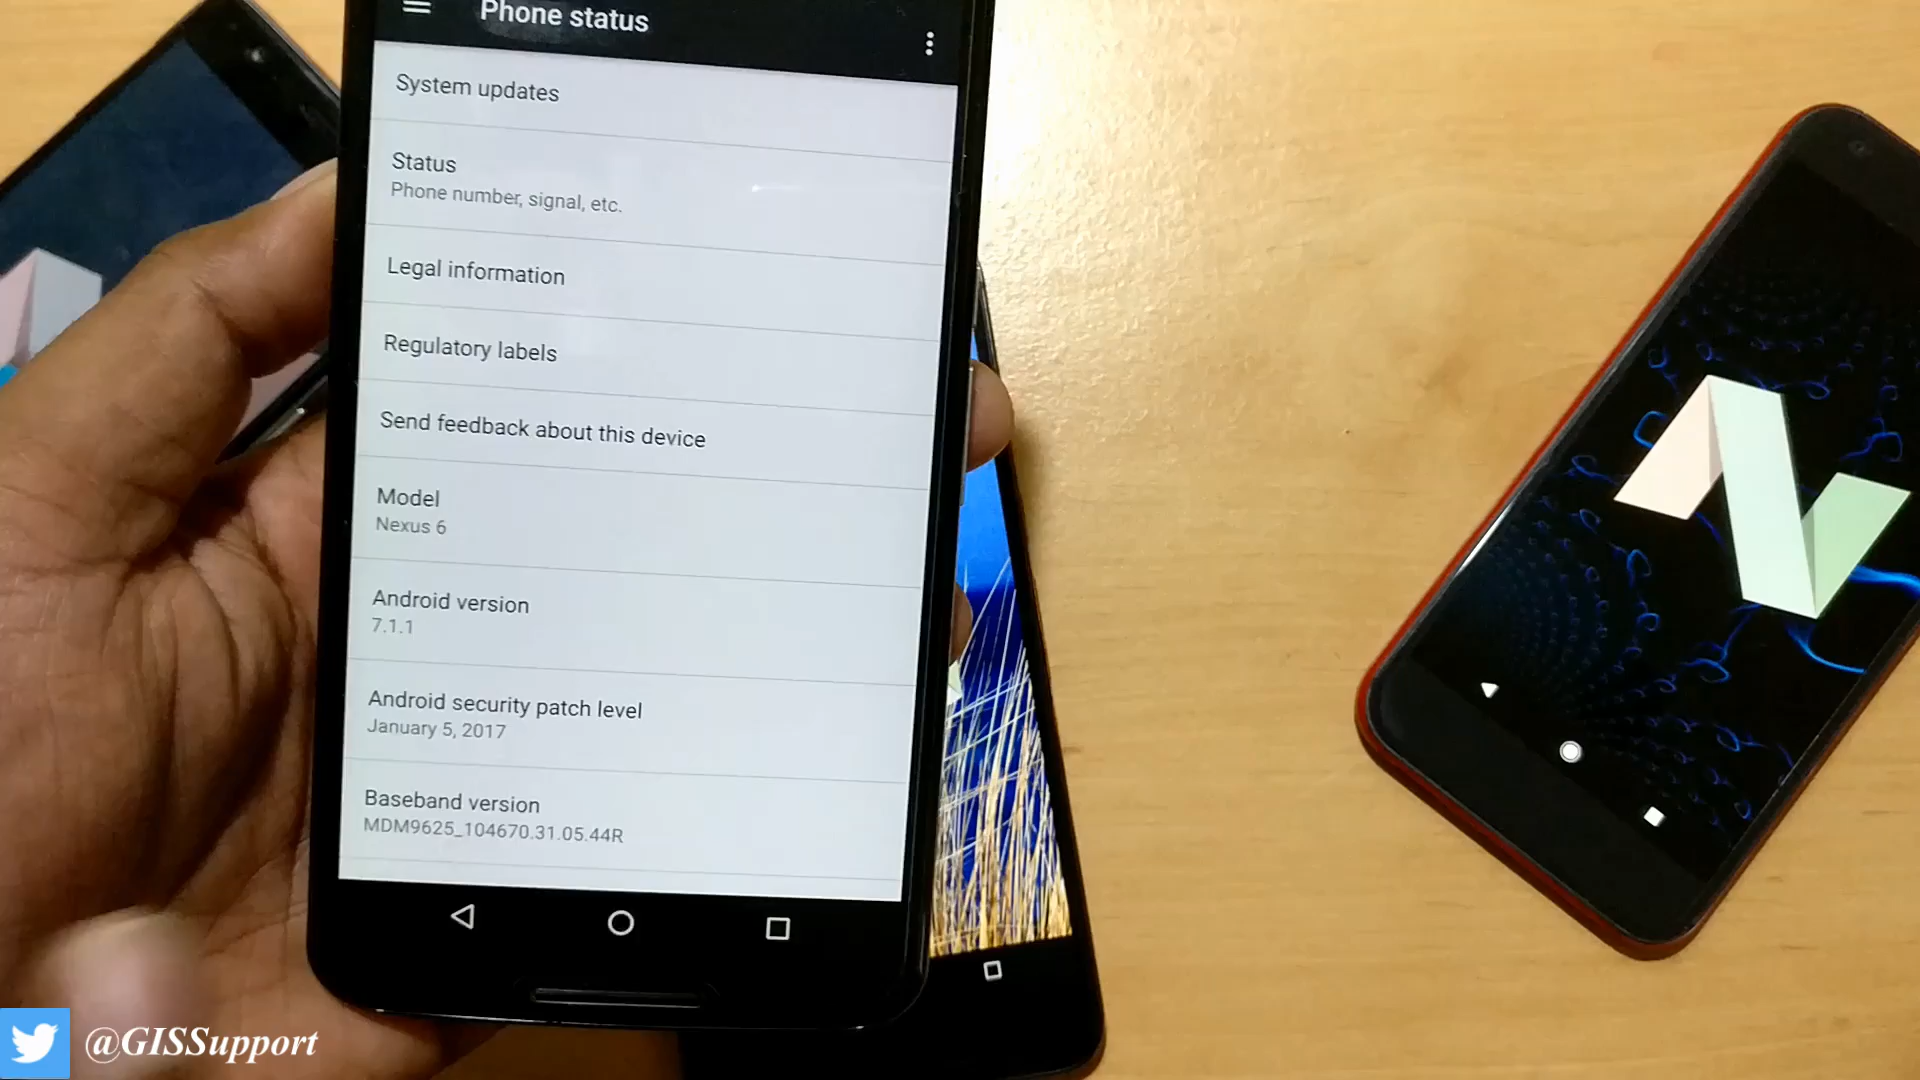 Phone status
System updates
Status
Phone number, signal, etc.
Legal information
Regulatory labels
Send feedback about this device
Model
Nexus 6
Android version
7.1.1
Android security patch level
January 5, 2017
Baseband version
MDM9625_104670.31.05.44R
@GISSupport